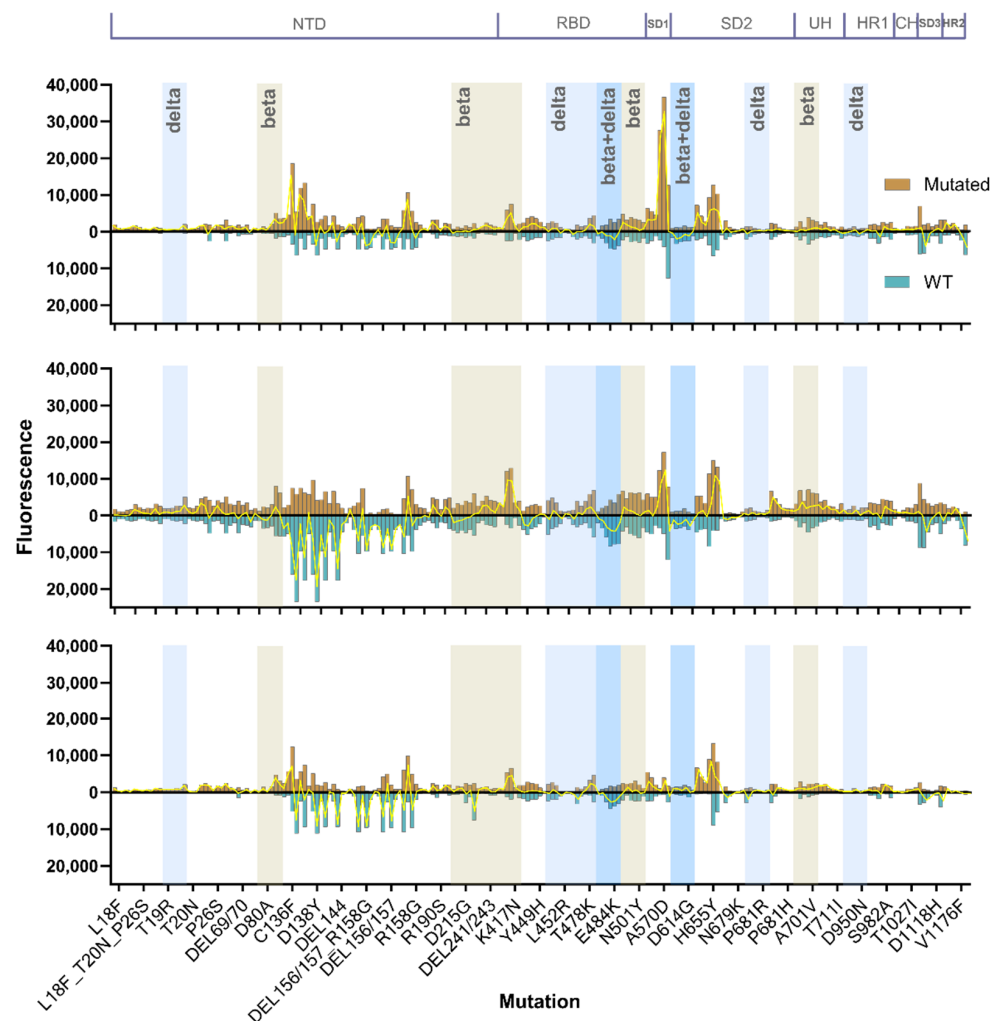 NTD RBD SD1 SD2 UH HR1 CH SD3 HR2
40,000
30,000
20,000
10,000
0
10,000
20,000
delta beta beta delta beta+delta beta beta+delta delta beta delta
Mutated
WT
40,000
30,000
20,000
10,000
0
10,000
20,000
Fluorescence
40,000
30,000
20,000
10,000
0
10,000
20,000
L18F
L18F_T20N_P26S
T19R
T20N
P26S
DEL69/70
D80A
C136F
D138Y
DEL144
DEL156/157_R158G
DEL156/157
R158G
R190S
D215G
DEL241/243
K417N
Y449H
L452R
T478K
E484K
N501Y
A570D
D614G
H655Y
N679K
P681R
P681H
A701V
T711I
D950N
S982A
T1027I
D1118H
V1176F
Mutation